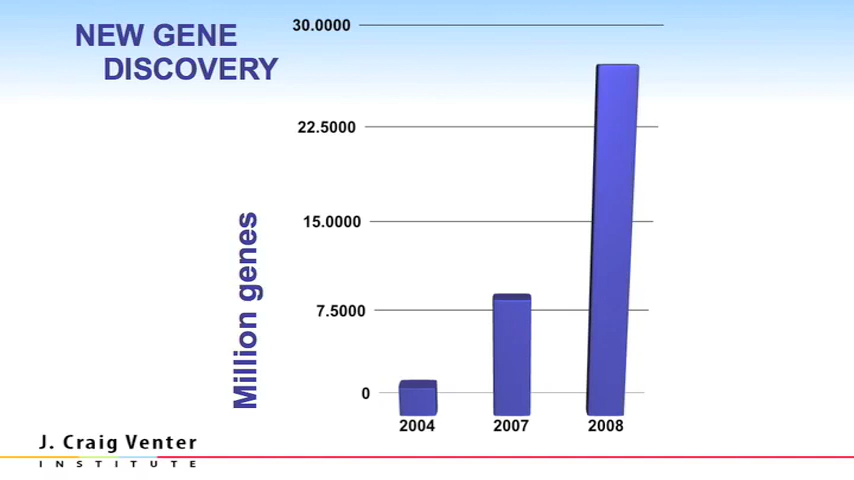 NEW GENE
DISCOVERY
30.0000
22.5000
15.0000
7.5000
0
Million genes
2004 2007 2008
J. Craig Venter
INSTITUTE